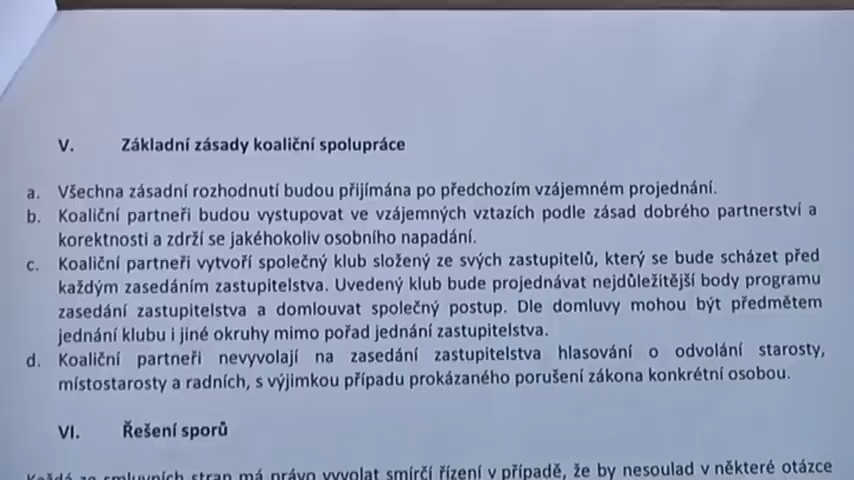 V. Základní zásady koaliční spolupráce
a. Všechna zásadní rozhodnutí budou přijímána po předchozím vzájemném projednání.
b. Koaliční partneři budou vystupovat ve vzájemných vztazích podle zásad dobrého partnerství a
korektnosti a zdrží se jakéhokoliv osobního napadání.
c. Koaliční partneři vytvoří společný klub složený ze svých zastupitelů, který se bude scházet před
každým zasedáním zastupitelstva. Uvedený klub bude projednávat nejdůležitější body programu
zasedání zastupitelstva a domlouvat společný postup. Dle domluvy mohou být předmětem
jednání klubu i jiné okruhy mimo pořad jednání zastupitelstva.
d. Koaliční partneři nevyvolají na zasedání zastupitelstva hlasování o odvolání starosty,
místostarosty a radních, s výjimkou případu prokázaného porušení zákona konkrétní osobou.
VI. Řešení sporů
Každá ze smluvních stran má právo vyvolat smírčí řízení v případě, že by nesoulad v některé otázce